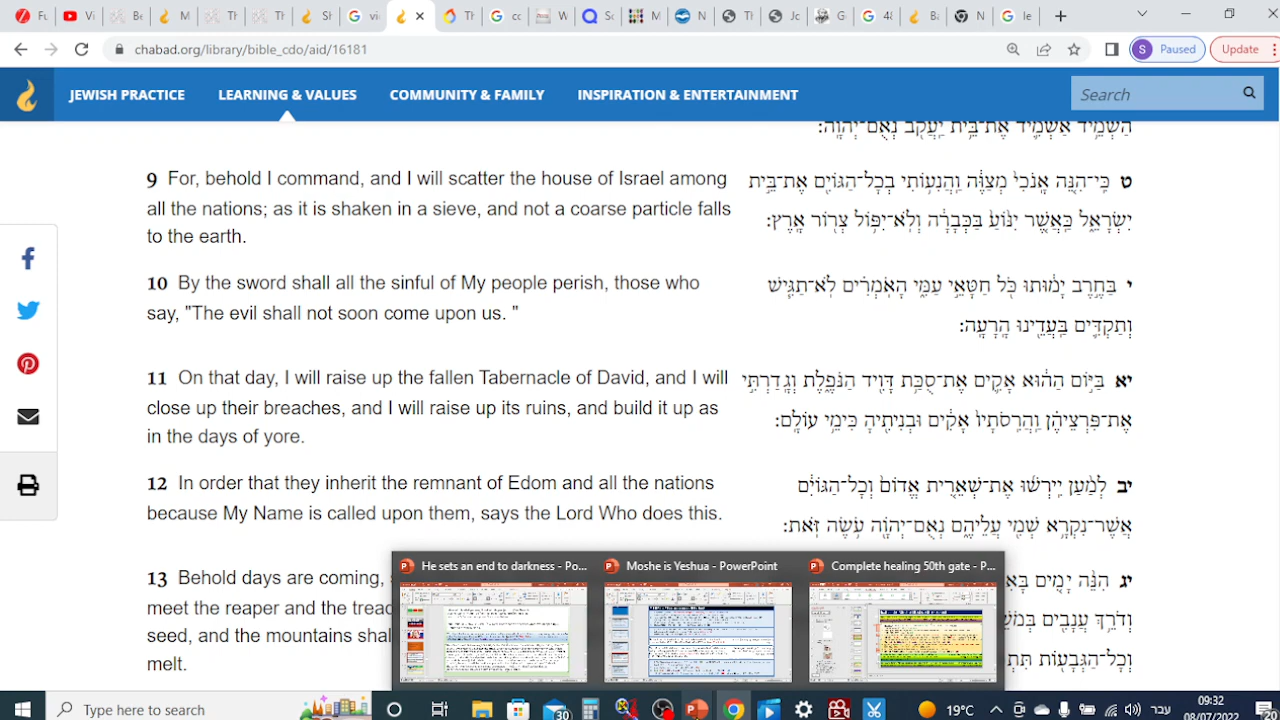 chabad.org/library/bible_cdo/aid/16181
S Paused
Update
JEWISH PRACTICE LEARNING & VALUES COMMUNITY & FAMILY INSPIRATION & ENTERTAINMENT
Search
הַשְׁמֵ֥יד אַשְׁמִ֛יד אֶת־בֵּ֥ית יַֽעֲקֹ֖ב נְאֻם־יְהֹוָֽה:
9 For, behold I command, and I will scatter the house of Israel among
all the nations; as it is shaken in a sieve, and not a coarse particle falls
to the earth.
ט כִּֽי־הִנֵּ֚ה אָֽנֹכִי֙ מְצַוֶּ֔ה וַֽהֲנִע֥וֹתִי בְכָל־הַגּוֹיִ֖ם אֶת־בֵּ֣ית
יִשְׂרָאֵ֑ל כַּֽאֲשֶׁ֚ר יִנּ֙וֹעַ֙ בַּכְּבָרָ֔ה וְלֹֽא־יִפּ֥וֹל צְר֖וֹר אָֽרֶץ:
10 By the sword shall all the sinful of My people perish, those who
say, "The evil shall not soon come upon us. "
י בַּחֶ֣רֶב יָמ֔וּתוּ כֹּ֖ל חַטָּאֵ֣י עַמִּ֑י הָאֹֽמְרִ֗ים לֹֽא־תַגִּ֧ישׁ
וְתַקְדִּ֛ים בַּֽעֲדֵ֖ינוּ הָֽרָעָֽה:
11 On that day, I will raise up the fallen Tabernacle of David, and I will
close up their breaches, and I will raise up its ruins, and build it up as
in the days of yore.
יא בַּיּ֣וֹם הַה֔וּא אָקִ֛ים אֶת־סֻכַּ֥ת דָּוִ֖יד הַנֹּפֶ֑לֶת וְגָֽדַרְתִּ֣י
אֶת־פִּרְצֵיהֶ֗ן וַֽהֲרִֽסֹתָיו֙ אָקִ֔ים וּבְנִיתִ֖יהָ כִּימֵ֥י עוֹלָֽם:
12 In order that they inherit the remnant of Edom and all the nations
because My Name is called upon them, says the Lord Who does this.
יב לְמַ֨עַן יִֽירְשׁ֜וּ אֶת־שְׁאֵרִ֚ית אֱדוֹם֙ וְכָל־הַגּוֹיִ֔ם
אֲשֶׁר־נִקְרָ֥א שְׁמִ֖י עֲלֵיהֶ֑ם נְאֻם־יְהֹוָ֖ה עֹ֥שֶׂה זֹּֽאת:
13 Behold days are coming,
meet the reaper and the tread
seed, and the mountains shal
melt.
יג הִנֵּ֨ה יָמִ֚ים בָּאִ
וְדֹרֵ֥ךְ עֲנָבִ֖ים בְּמֹשֵׁ
וְכָל־הַגְּבָע֖וֹת תִּת
He sets an end to darkness - Po... Moshe is Yeshua - PowerPoint Complete healing 50th gate - P...
Type here to search
30
19°C
עבר
09:32
08/07/2022